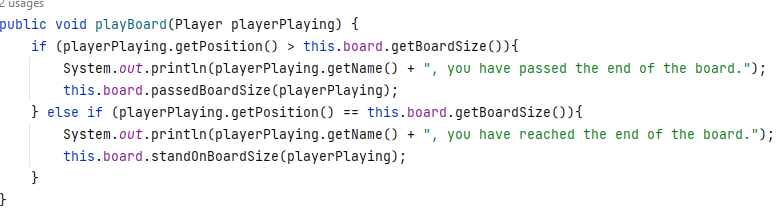 2 usages
public void playBoard(Player playerPlaying) {
    if (playerPlaying.getPosition() > this.board.getBoardSize()){
        System.out.println(playerPlaying.getName() + ", you have passed the end of the board.");
        this.board.passedBoardSize(playerPlaying);
    } else if (playerPlaying.getPosition() == this.board.getBoardSize()){
        System.out.println(playerPlaying.getName() + ", you have reached the end of the board.");
        this.board.standOnBoardSize(playerPlaying);
    }
}